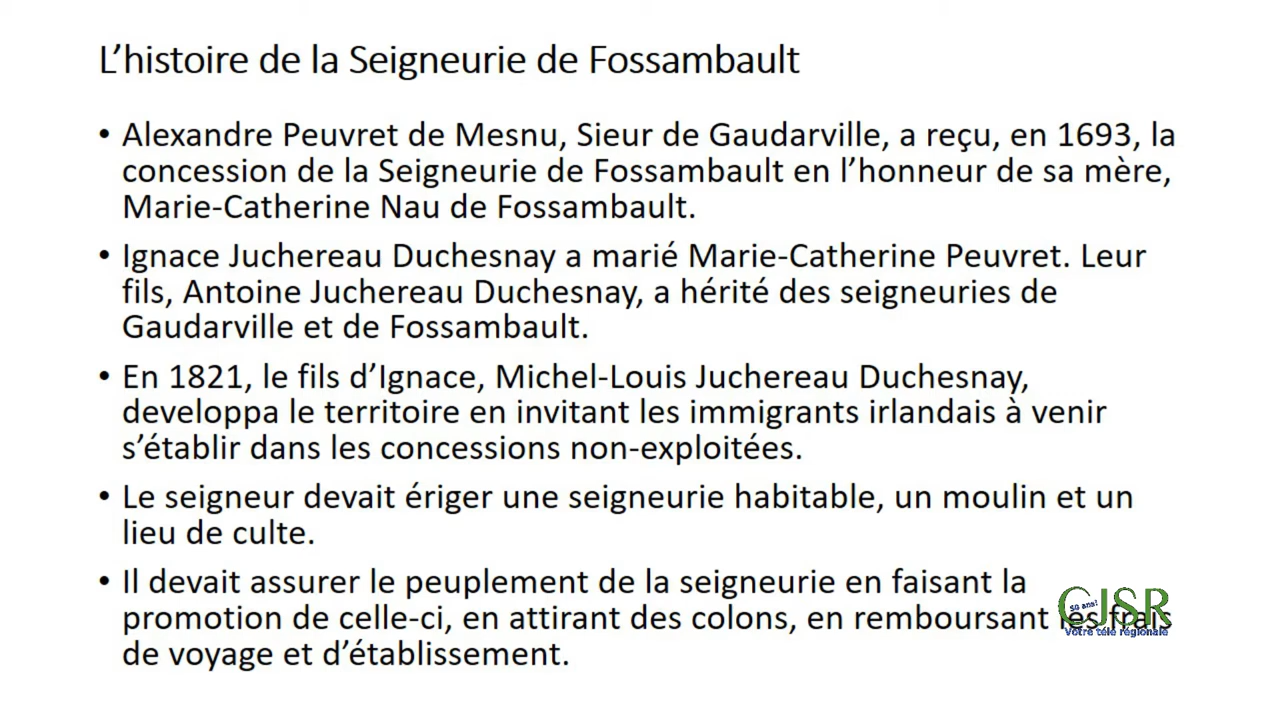 L’histoire de la Seigneurie de Fossambault
• Alexandre Peuvret de Mesnu, Sieur de Gaudarville, a reçu, en 1693, la
concession de la Seigneurie de Fossambault en l’honneur de sa mère,
Marie-Catherine Nau de Fossambault.
• Ignace Juchereau Duchesnay a marié Marie-Catherine Peuvret. Leur
fils, Antoine Juchereau Duchesnay, a hérité des seigneuries de
Gaudarville et de Fossambault.
• En 1821, le fils d’Ignace, Michel-Louis Juchereau Duchesnay,
developpa le territoire en invitant les immigrants irlandais à venir
s’établir dans les concessions non-exploitées.
• Le seigneur devait ériger une seigneurie habitable, un moulin et un
lieu de culte.
• Il devait assurer le peuplement de la seigneurie en faisant la
promotion de celle-ci, en attirant des colons, en remboursant les frais
de voyage et d’établissement.
CJSR
50 ans!
Votre télé régionale